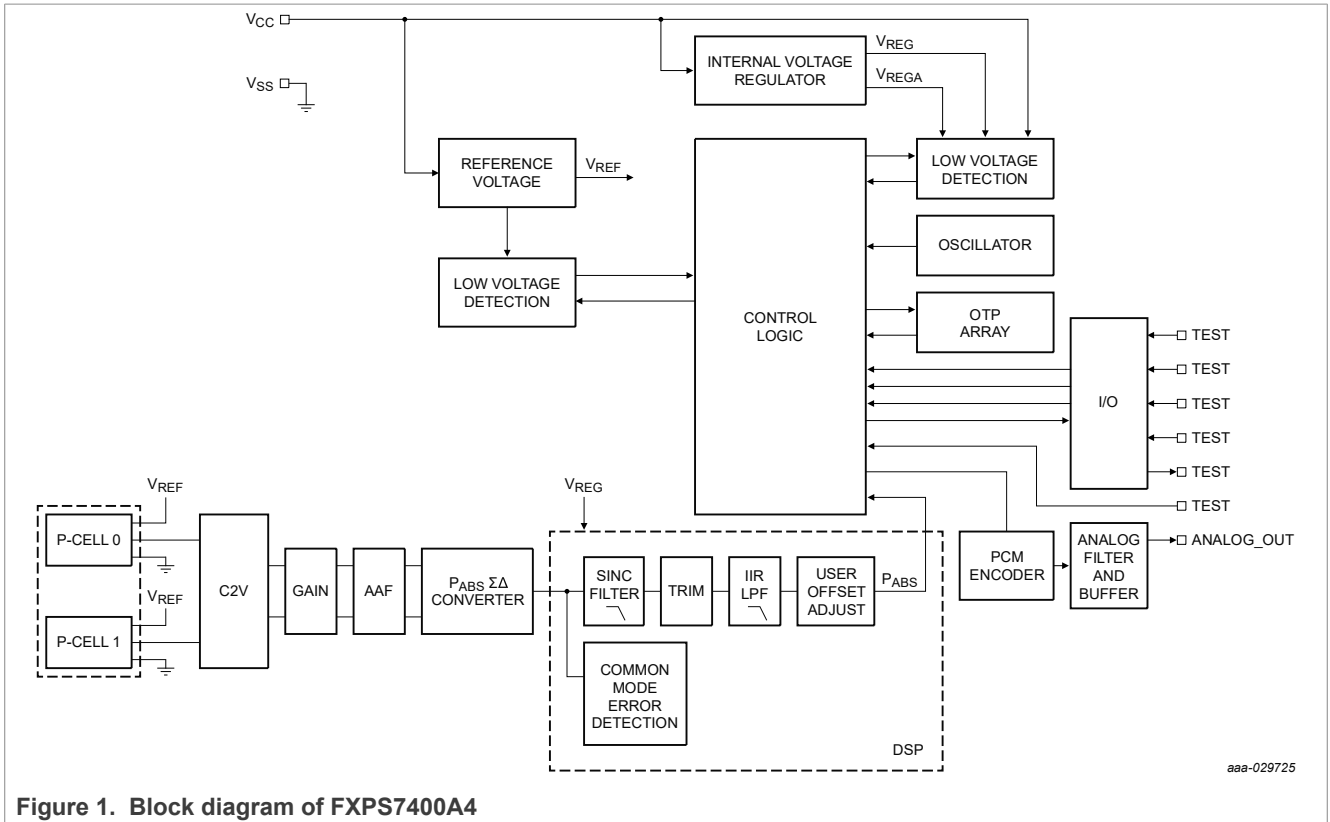 VCC
VSS
INTERNAL VOLTAGE
REGULATOR
VREG
VREGA
REFERENCE
VOLTAGE
VREF
LOW VOLTAGE
DETECTION
LOW VOLTAGE
DETECTION
OSCILLATOR
OTP
ARRAY
CONTROL
LOGIC
I/O
TEST
TEST
TEST
TEST
TEST
TEST
VREF
P-CELL 0
VREF
P-CELL 1
C2V
GAIN
AAF
PABS ΣΔ
CONVERTER
VREG
SINC
FILTER
TRIM
IIR
LPF
USER
OFFSET
ADJUST
PABS
COMMON
MODE
ERROR
DETECTION
DSP
PCM
ENCODER
ANALOG
FILTER
AND
BUFFER
ANALOG_OUT
aaa-029725
Figure 1. Block diagram of FXPS7400A4